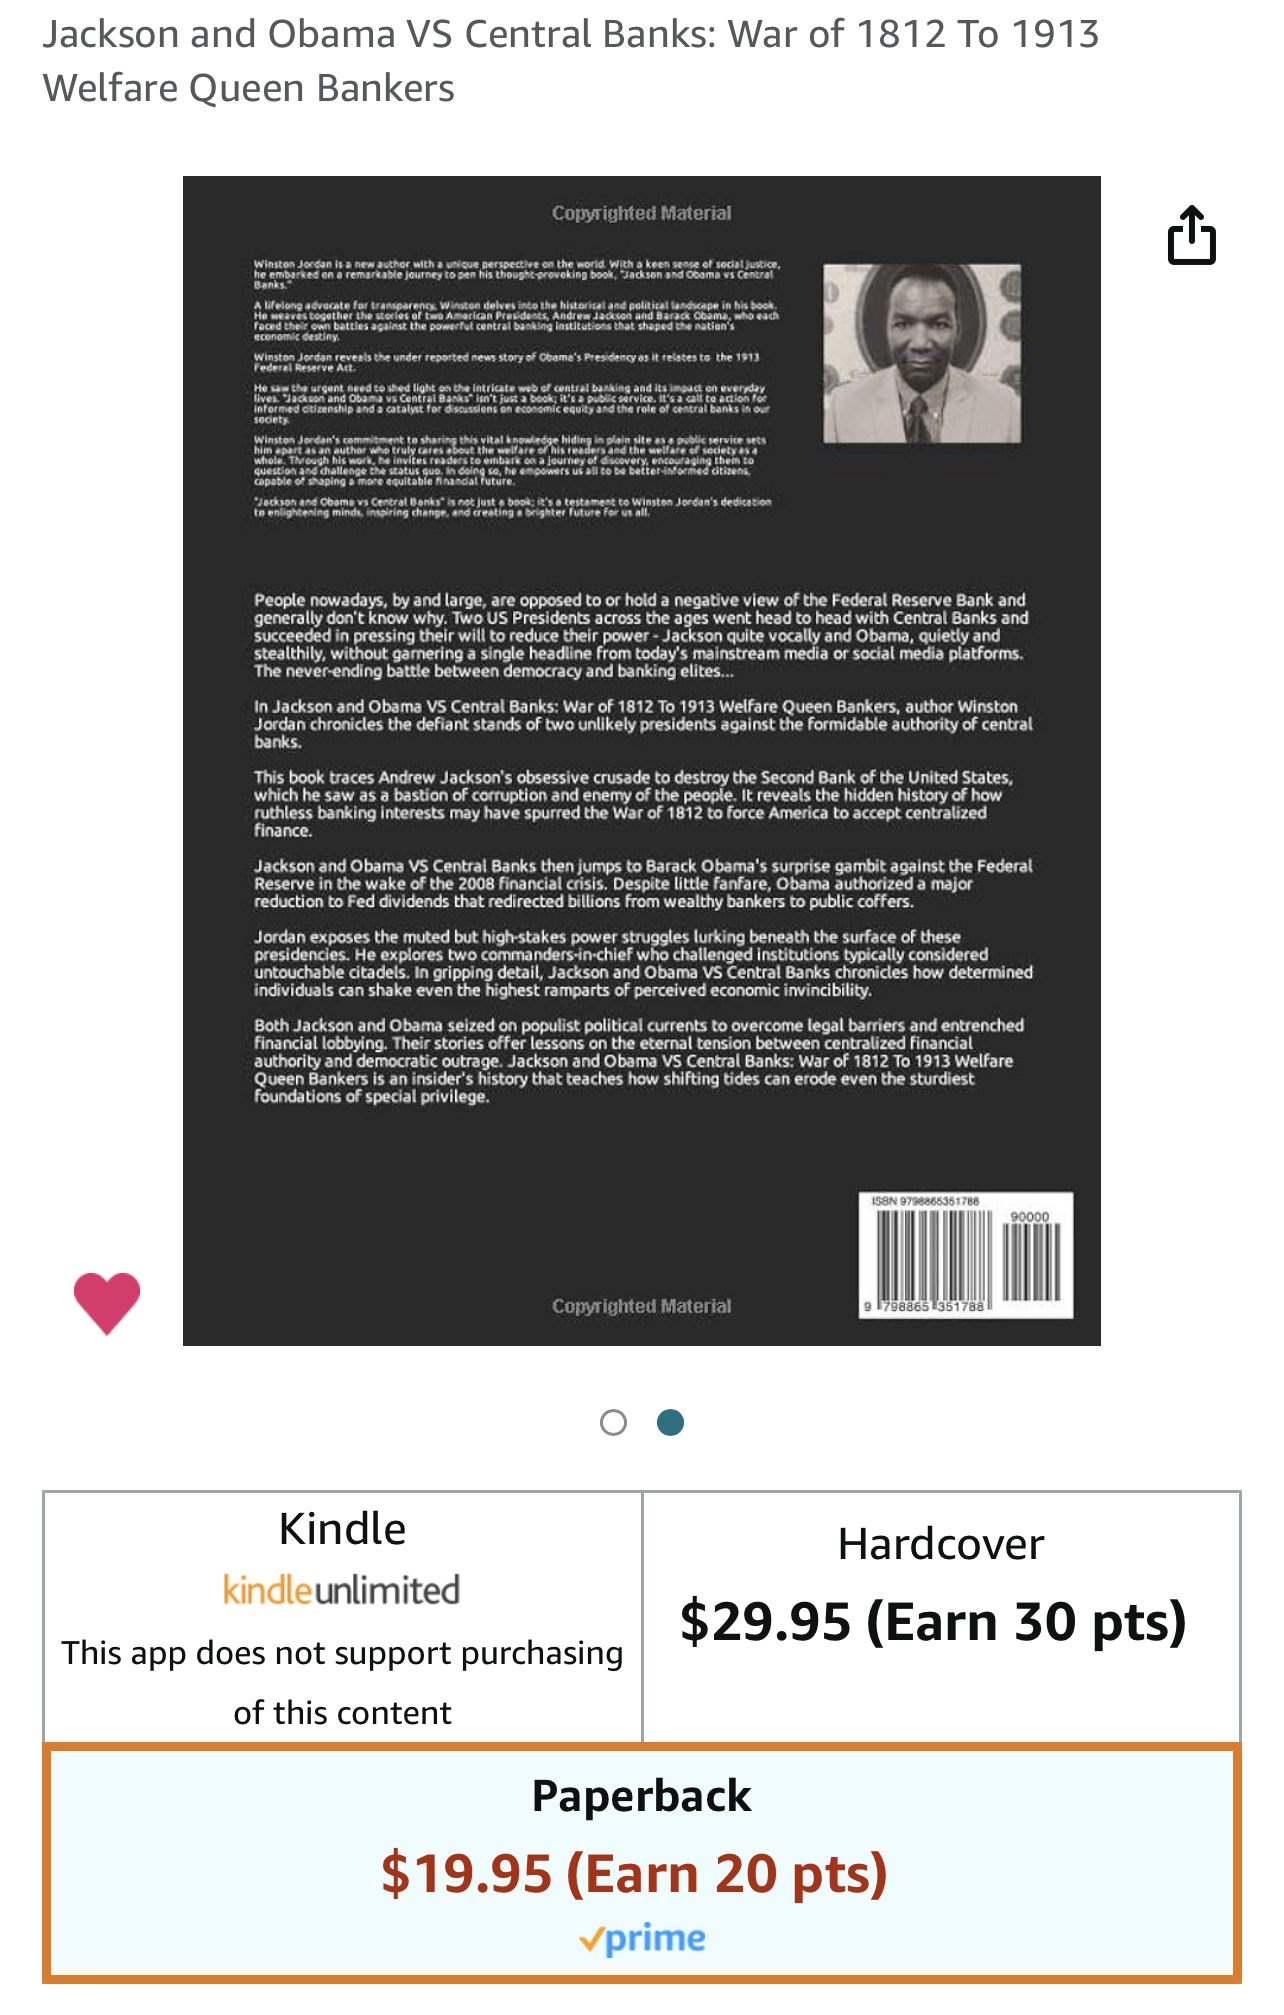 Jackson and Obama VS Central Banks: War of 1812 To 1913
Welfare Queen Bankers
Copyrighted Material
Winston Jordan is a new author with a unique perspective on the world. With a keen sense of social justice,
he embarked on a remarkable journey to pen his thought-provoking book, "Jackson and Obama vs Central
Banks."
A lifelong advocate for transparency, Winston delves into the historical and political landscape in his book.
He weaves together the stories of two American Presidents, Andrew Jackson and Barack Obama, who each
faced their own battles against the powerful central banking institutions that shaped the nation's
economic destiny.
Winston Jordan reveals the under reported news story of Obama's Presidency as it relates to the 1913
Federal Reserve Act.
He saw the urgent need to shed light on the intricate web of central banking and its impact on everyday
lives. "Jackson and Obama vs Central Banks" isn't just a book; it's a public service. It's a call to action for
informed citizenship and a catalyst for discussions on economic equity and the role of central banks in our
society.
Winston Jordan's commitment to sharing this vital knowledge hiding in plain site as a public service sets
him apart as an author who truly cares about the welfare of his readers and the welfare of society as a
whole. Through his work, he invites readers to embark on a journey of discovery, encouraging them to
question and challenge the status quo. In doing so, he empowers us all to be better-informed citizens,
capable of shaping a more equitable financial future.
"Jackson and Obama vs Central Banks" is not just a book; it's a testament to Winston Jordan's dedication
to enlightening minds, inspiring change, and creating a brighter future for us all.
People nowadays, by and large, are opposed to or hold a negative view of the Federal Reserve Bank and
generally don't know why. Two US Presidents across the ages went head to head with Central Banks and
succeeded in pressing their will to reduce their power - Jackson quite vocally and Obama, quietly and
stealthily, without garnering a single headline from today's mainstream media or social media platforms.
The never-ending battle between democracy and banking elites...
In Jackson and Obama VS Central Banks: War of 1812 To 1913 Welfare Queen Bankers, author Winston
Jordan chronicles the defiant stands of two unlikely presidents against the formidable authority of central
banks.
This book traces Andrew Jackson's obsessive crusade to destroy the Second Bank of the United States,
which he saw as a bastion of corruption and enemy of the people. It reveals the hidden history of how
ruthless banking interests may have spurred the War of 1812 to force America to accept centralized
finance.
Jackson and Obama VS Central Banks then jumps to Barack Obama's surprise gambit against the Federal
Reserve in the wake of the 2008 financial crisis. Despite little fanfare, Obama authorized a major
reduction to Fed dividends that redirected billions from wealthy bankers to public coffers.
Jordan exposes the muted but high-stakes power struggles lurking beneath the surface of these
presidencies. He explores two commanders-in-chief who challenged institutions typically considered
untouchable citadels. In gripping detail, Jackson and Obama VS Central Banks chronicles how determined
individuals can shake even the highest ramparts of perceived economic invincibility.
Both Jackson and Obama seized on populist political currents to overcome legal barriers and entrenched
financial lobbying. Their stories offer lessons on the eternal tension between centralized financial
authority and democratic outrage. Jackson and Obama VS Central Banks: War of 1812 To 1913 Welfare
Queen Bankers is an insider's history that teaches how shifting tides can erode even the sturdiest
foundations of special privilege.
ISBN 9798865351788
90000
9 798865 351788
Copyrighted Material
Kindle
kindleunlimited
This app does not support purchasing
of this content
Hardcover
$29.95 (Earn 30 pts)
Paperback
$19.95 (Earn 20 pts)
prime